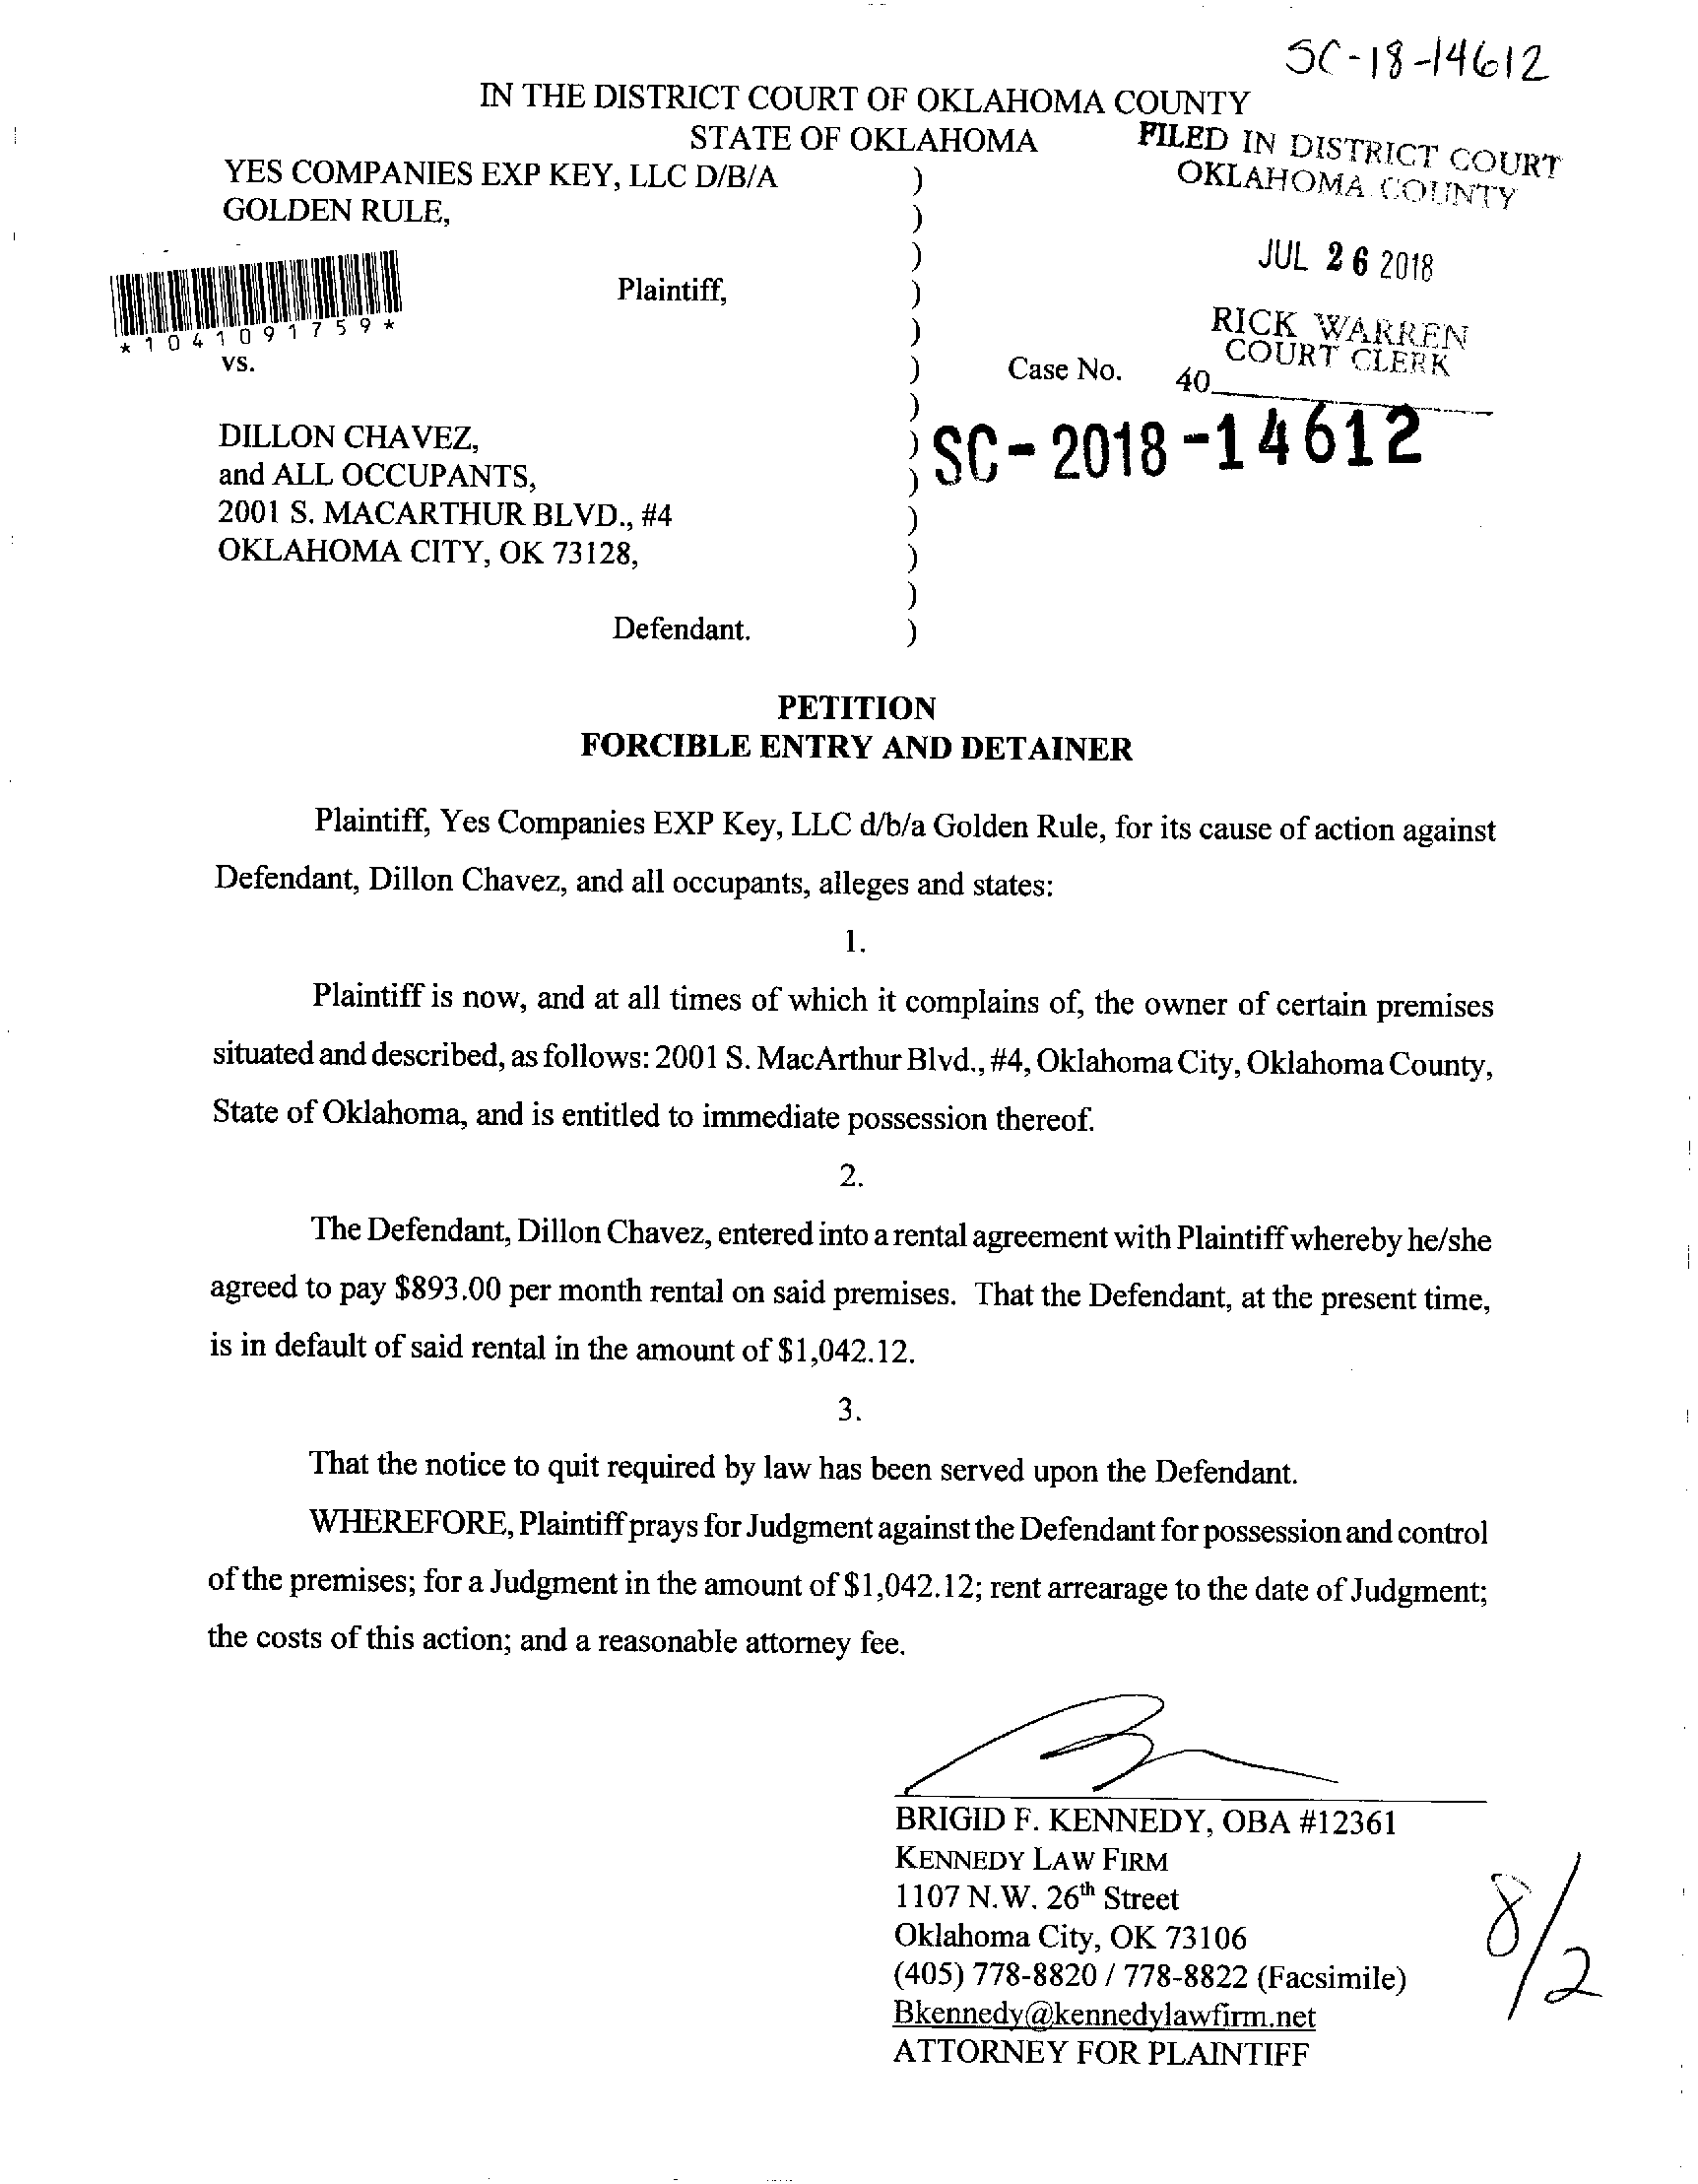 SC-18-14612
IN THE DISTRICT COURT OF OKLAHOMA COUNTY
STATE OF OKLAHOMA
FILED IN DISTRICT COURT
OKLAHOMA COUNTY
JUL 26 2018
RICK WARREN
COURT CLERK
40
YES COMPANIES EXP KEY, LLC D/B/A )
GOLDEN RULE, )
)
Plaintiff, )
)
*1041091759*
vs. ) Case No.
)
DILLON CHAVEZ, ) SC-2018-14612
and ALL OCCUPANTS, )
2001 S. MACARTHUR BLVD., #4 )
OKLAHOMA CITY, OK 73128, )
)
Defendant. )
PETITION
FORCIBLE ENTRY AND DETAINER
Plaintiff, Yes Companies EXP Key, LLC d/b/a Golden Rule, for its cause of action against
Defendant, Dillon Chavez, and all occupants, alleges and states:
1.
Plaintiff is now, and at all times of which it complains of, the owner of certain premises
situated and described, as follows: 2001 S. MacArthur Blvd., #4, Oklahoma City, Oklahoma County,
State of Oklahoma, and is entitled to immediate possession thereof.
2.
The Defendant, Dillon Chavez, entered into a rental agreement with Plaintiff whereby he/she
agreed to pay $893.00 per month rental on said premises. That the Defendant, at the present time,
is in default of said rental in the amount of $1,042.12.
3.
That the notice to quit required by law has been served upon the Defendant.
WHEREFORE, Plaintiff prays for Judgment against the Defendant for possession and control
of the premises; for a Judgment in the amount of $1,042.12; rent arrearage to the date of Judgment;
the costs of this action; and a reasonable attorney fee.
BRIGID F. KENNEDY, OBA #12361
KENNEDY LAW FIRM
1107 N.W. 26th Street
Oklahoma City, OK 73106
(405) 778-8820 / 778-8822 (Facsimile)
Bkennedy@kennedylawfirm.net
ATTORNEY FOR PLAINTIFF
8/2